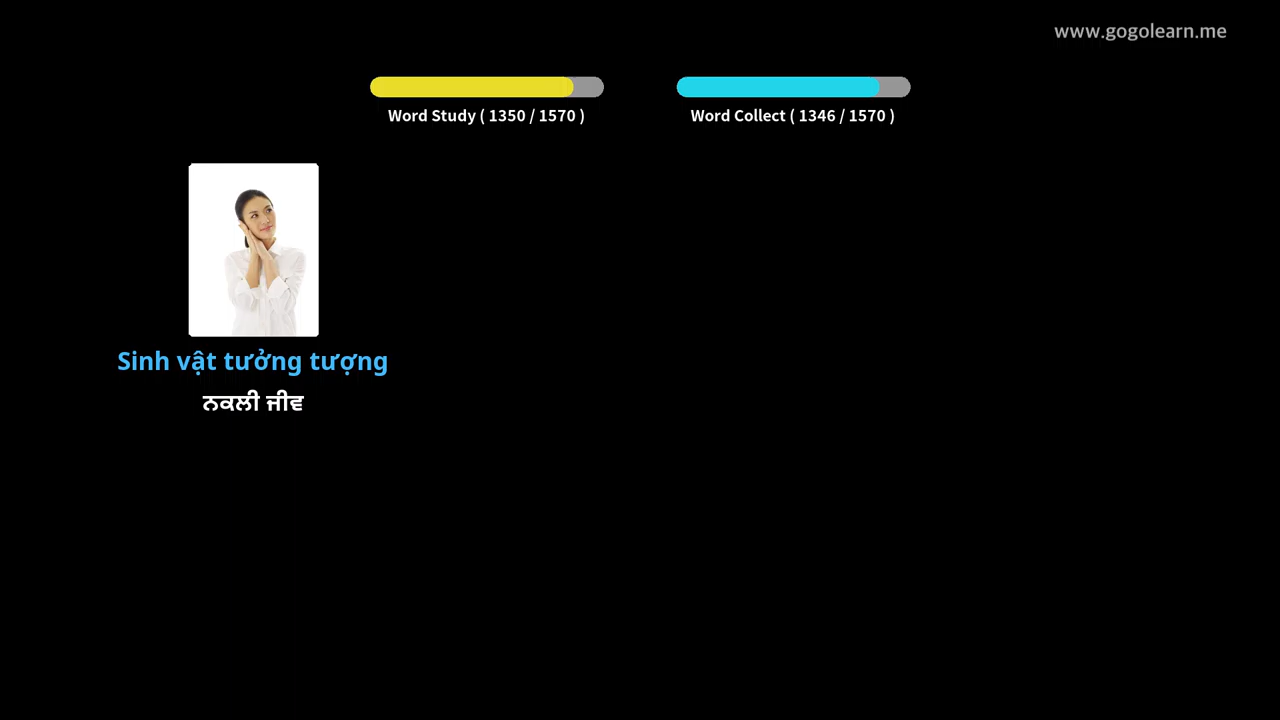 www.gogolearn.me
Word Study ( 1350 / 1570 )
Word Collect ( 1346 / 1570 )
Sinh vật tưởng tượng
ਨਕਲੀ ਜੀਵ